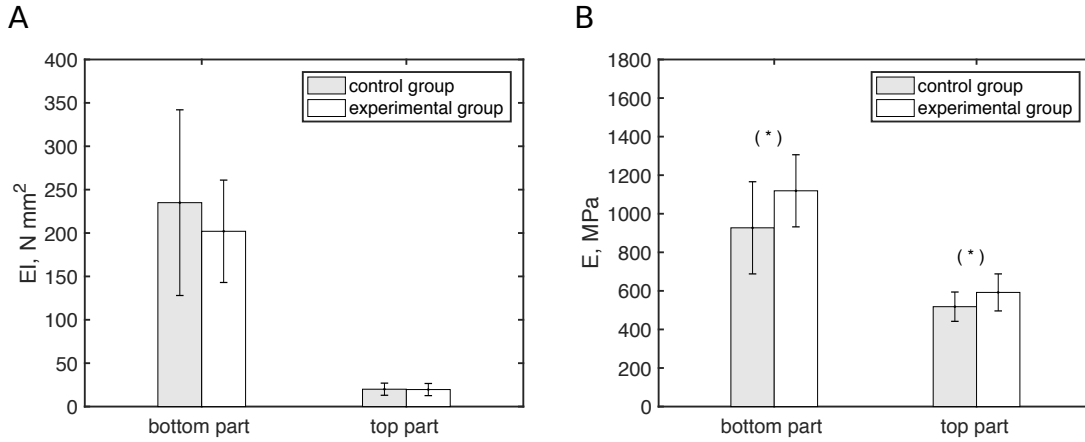 A
EI, N mm²
400
350
300
250
200
150
100
50
0
control group
experimental group
bottom part
top part
B
E, MPa
1800
1600
1400
1200
1000
800
600
400
200
0
control group
experimental group
( * )
( * )
bottom part
top part